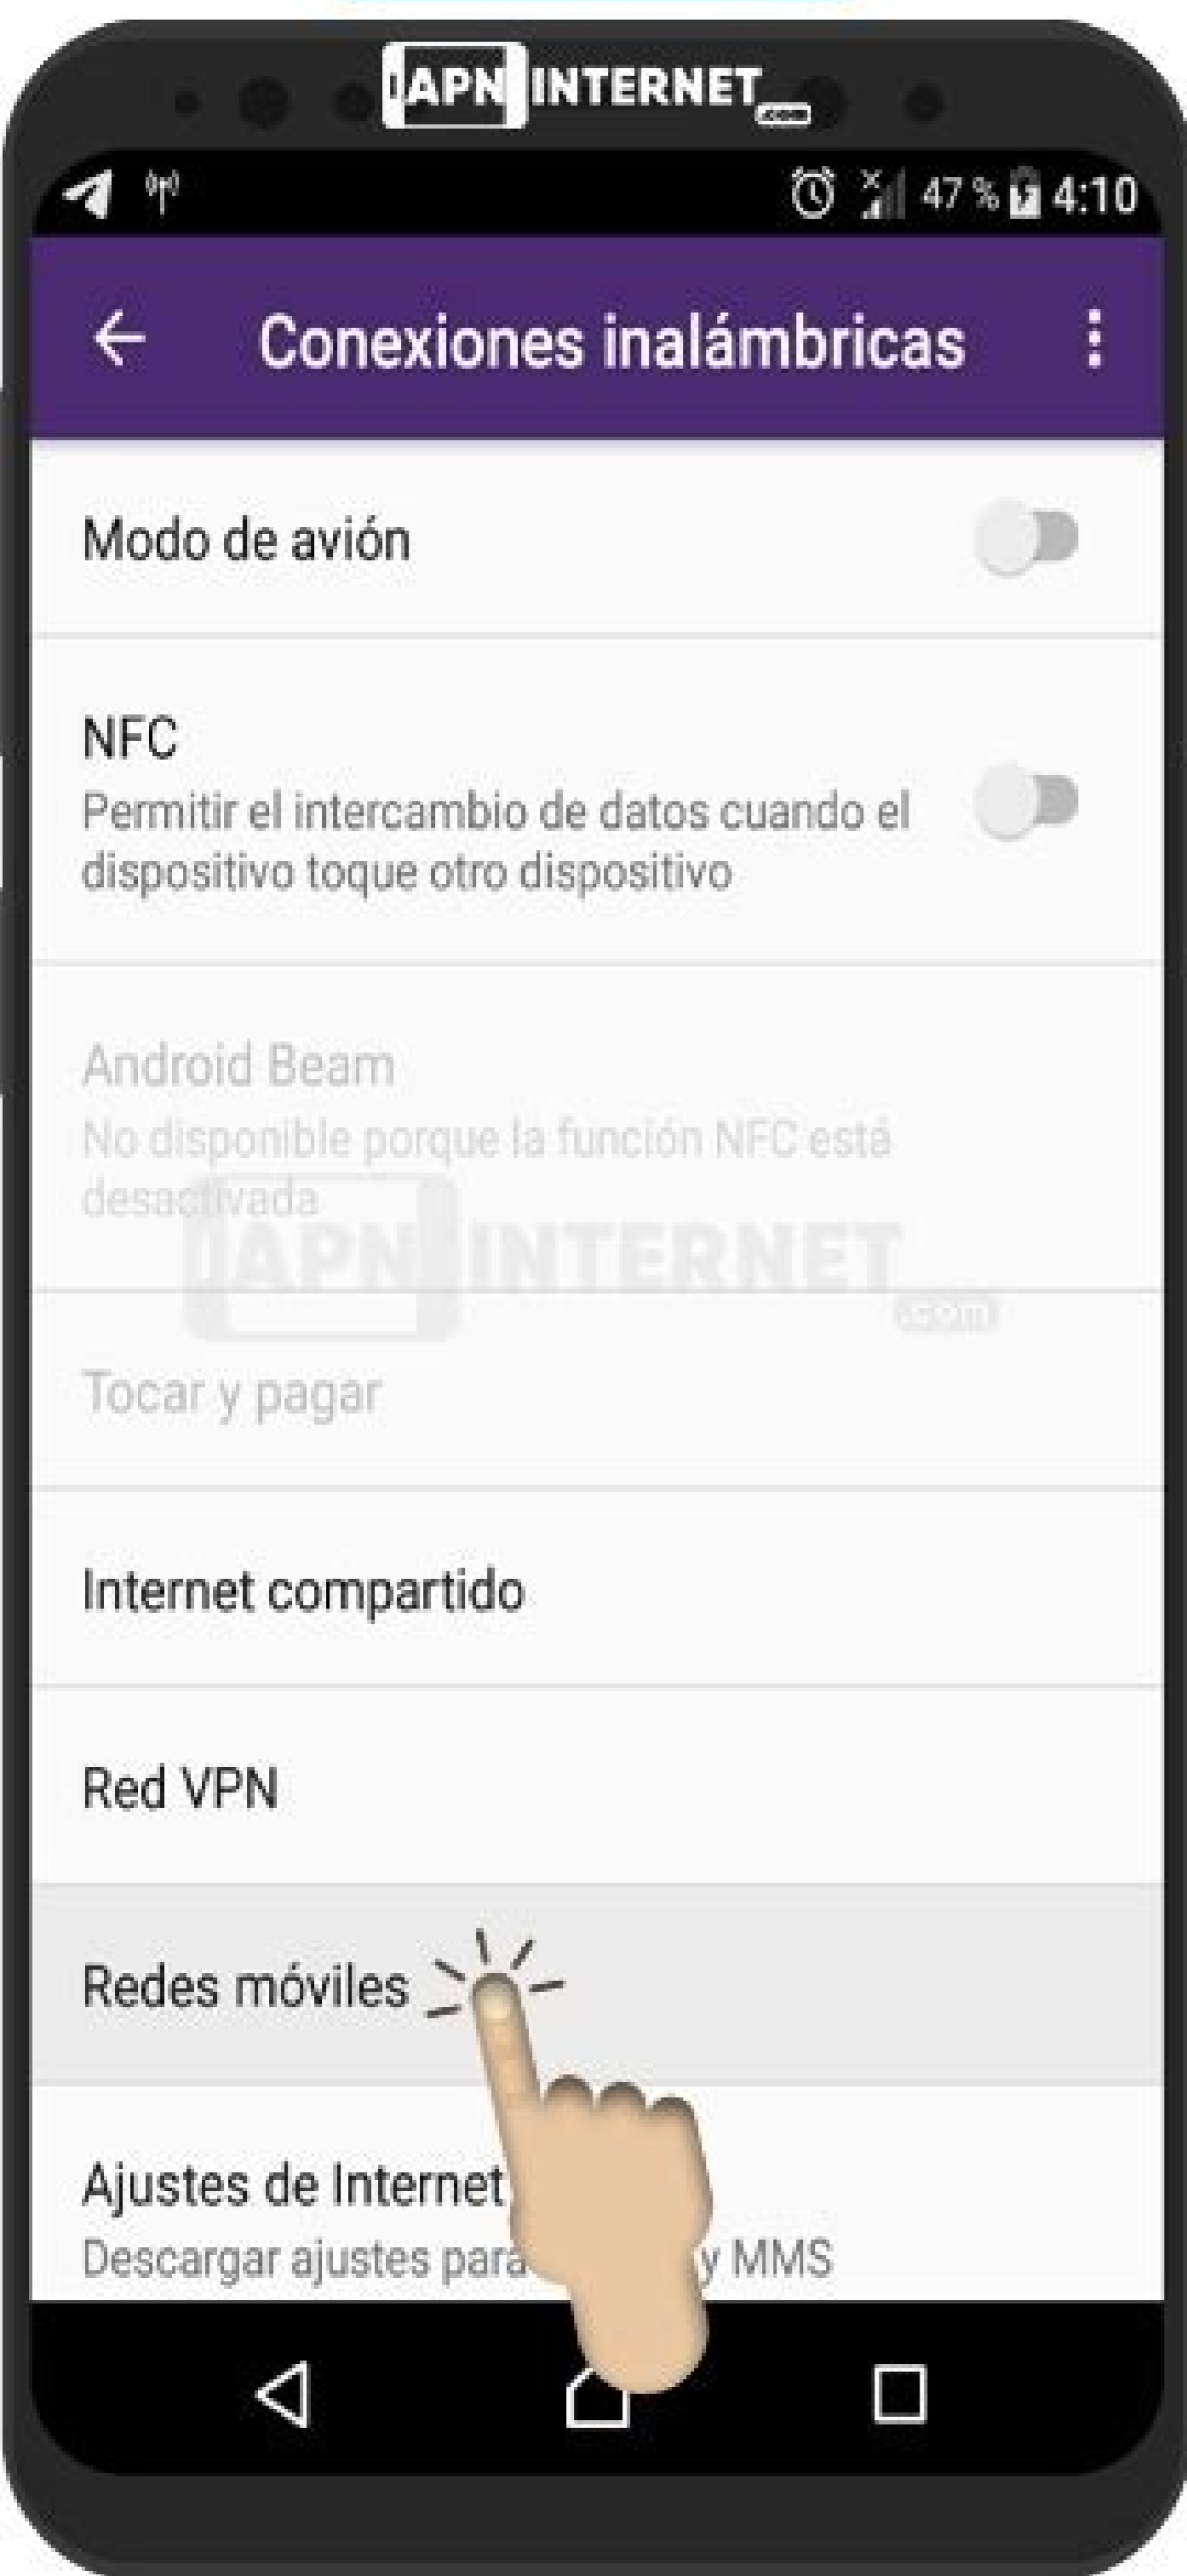 APN INTERNET
.com
47 % 4:10
Conexiones inalámbricas
Modo de avión
NFC
Permitir el intercambio de datos cuando el
dispositivo toque otro dispositivo
Android Beam
No disponible porque la función NFC está
desactivada
APN INTERNET
.com
Tocar y pagar
Internet compartido
Red VPN
Redes móviles
Ajustes de Internet
Descargar ajustes para y MMS